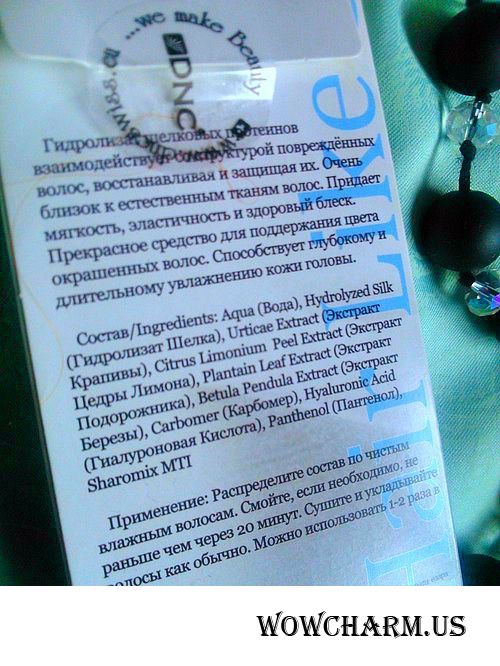 ...we make Beauty
DNC
Гидролизат шелковых протеинов
взаимодействует со структурой повреждённых
волос, восстанавливая и защищая их. Очень
близок к естественным тканям волос. Придает
мягкость, эластичность и здоровый блеск.
Прекрасное средство для поддержания цвета
окрашенных волос. Способствует глубокому и
длительному увлажнению кожи головы.
Состав/Ingredients: Aqua (Вода), Hydrolyzed Silk
(Гидролизат Шелка), Urticae Extract (Экстракт
Крапивы), Citrus Limonium Peel Extract (Экстракт
Цедры Лимона), Plantain Leaf Extract (Экстракт
Подорожника), Betula Pendula Extract (Экстракт
Березы), Carbomer (Карбомер), Hyaluronic Acid
(Гиалуроновая Кислота), Panthenol (Пантенол),
Sharomix MTI
Применение: Распределите состав по чистым
влажным волосам. Смойте, если необходимо, не
раньше чем через 20 минут. Сушите и укладывайте
волосы как обычно. Можно использовать 1-2 раза в
Hair Like
WOWCHARM.US